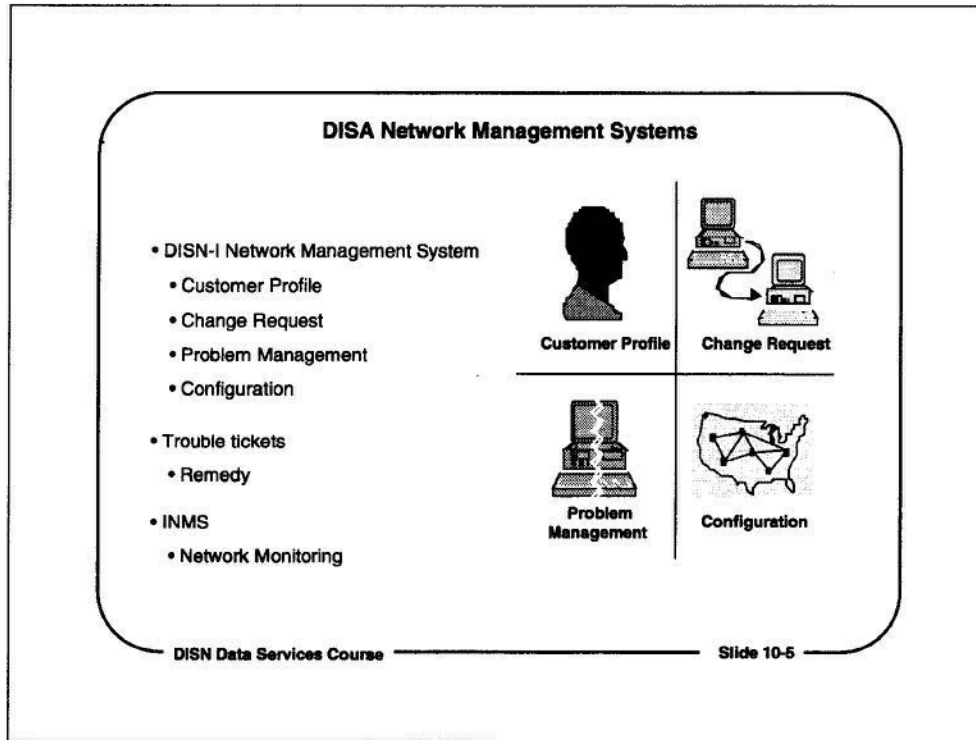 DISA Network Management Systems
• DISN-I Network Management System
• Customer Profile
• Change Request
• Problem Management
• Configuration
• Trouble tickets
• Remedy
• INMS
• Network Monitoring
Customer Profile
Change Request
Problem
Management
Configuration
DISN Data Services Course
Slide 10-5